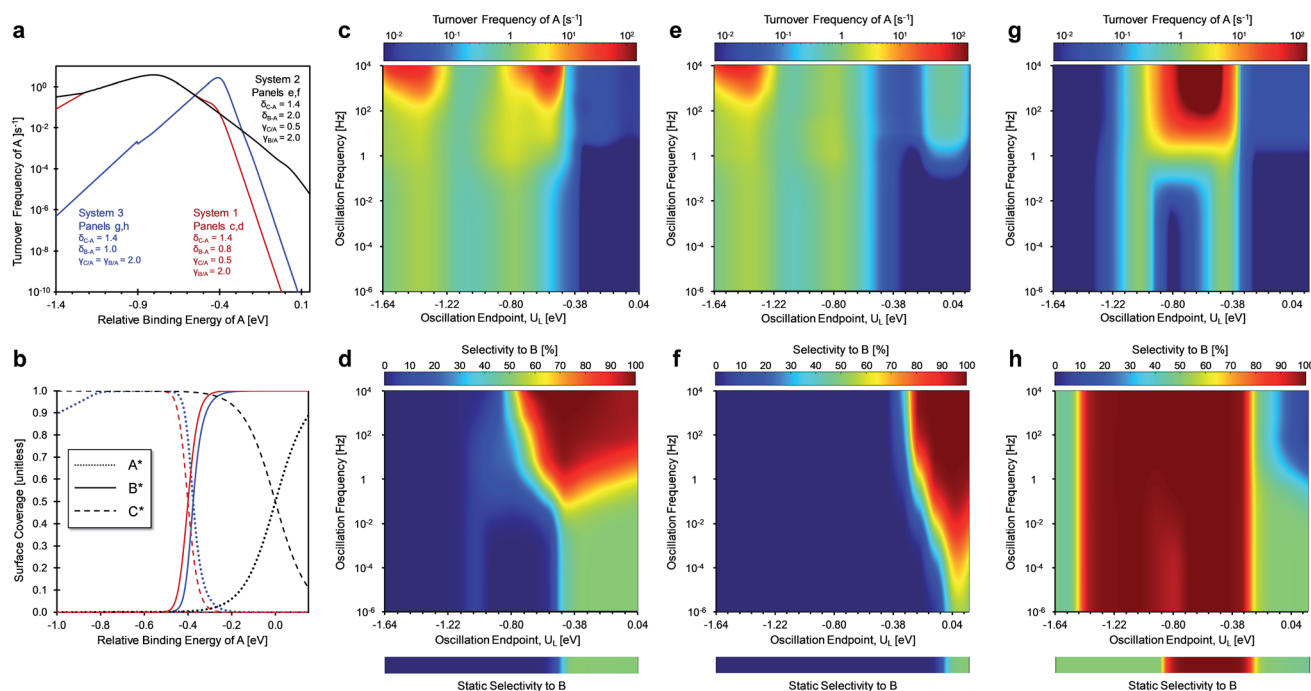 a
Turnover Frequency of A [s⁻¹]
10⁰
10⁻²
10⁻⁴
10⁻⁶
10⁻⁸
10⁻¹⁰
-1.4
-0.9
-0.4
0.1
Relative Binding Energy of A [eV]
System 2
Panels e,f
δC-A = 1.4
δB-A = 2.0
γC/A = 0.5
γB/A = 2.0
System 3
Panels g,h
δC-A = 1.4
δB-A = 1.0
γC/A = γB/A = 2.0
System 1
Panels c,d
δC-A = 1.4
δB-A = 0.8
γC/A = 0.5
γB/A = 2.0
b
Surface Coverage [unitless]
1.0
0.9
0.8
0.7
0.6
0.5
0.4
0.3
0.2
0.1
0.0
A*
B*
C*
-1.0
-0.8
-0.6
-0.4
-0.2
0.0
Relative Binding Energy of A [eV]
c
Turnover Frequency of A [s⁻¹]
10⁻² 10⁻¹ 1 10¹ 10²
Oscillation Frequency [Hz]
10⁴
10²
1
10⁻²
10⁻⁴
10⁻⁶
-1.64 -1.22 -0.80 -0.38 0.04
Oscillation Endpoint, UL [eV]
d
Selectivity to B [%]
0 10 20 30 40 50 60 70 80 90 100
Oscillation Frequency [Hz]
10⁴
10²
1
10⁻²
10⁻⁴
10⁻⁶
-1.64 -1.22 -0.80 -0.38 0.04
Oscillation Endpoint, UL [eV]
Static Selectivity to B
e
Turnover Frequency of A [s⁻¹]
10⁻² 10⁻¹ 1 10¹ 10²
Oscillation Frequency [Hz]
10⁴
10²
1
10⁻²
10⁻⁴
10⁻⁶
-1.64 -1.22 -0.80 -0.38 0.04
Oscillation Endpoint, UL [eV]
f
Selectivity to B [%]
0 10 20 30 40 50 60 70 80 90 100
Oscillation Frequency [Hz]
10⁴
10²
1
10⁻²
10⁻⁴
10⁻⁶
-1.64 -1.22 -0.80 -0.38 0.04
Oscillation Endpoint, UL [eV]
Static Selectivity to B
g
Turnover Frequency of A [s⁻¹]
10⁻² 10⁻¹ 1 10¹ 10²
Oscillation Frequency [Hz]
10⁴
10²
1
10⁻²
10⁻⁴
10⁻⁶
-1.64 -1.22 -0.80 -0.38 0.04
Oscillation Endpoint, UL [eV]
h
Selectivity to B [%]
0 10 20 30 40 50 60 70 80 90 100
Oscillation Frequency [Hz]
10⁴
10²
1
10⁻²
10⁻⁴
10⁻⁶
-1.64 -1.22 -0.80 -0.38 0.04
Oscillation Endpoint, UL [eV]
Static Selectivity to B